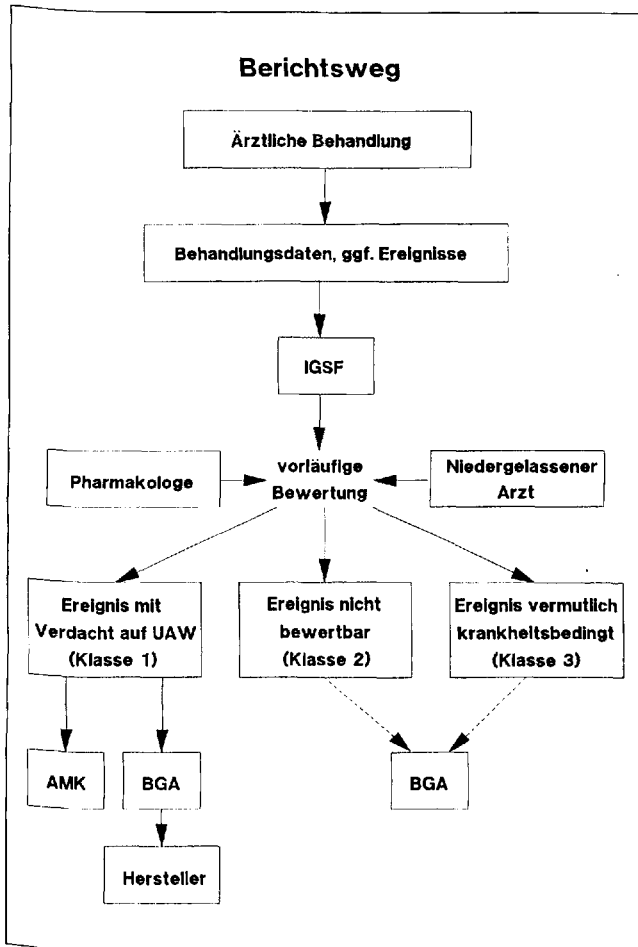 Berichtsweg
Ärztliche Behandlung
Behandlungsdaten, ggf. Ereignisse
IGSF
Pharmakologe
vorläufige
Bewertung
Niedergelassener
Arzt
Ereignis mit
Verdacht auf UAW
(Klasse 1)
Ereignis nicht
bewertbar
(Klasse 2)
Ereignis vermutlich
krankheitsbedingt
(Klasse 3)
AMK
BGA
BGA
Hersteller